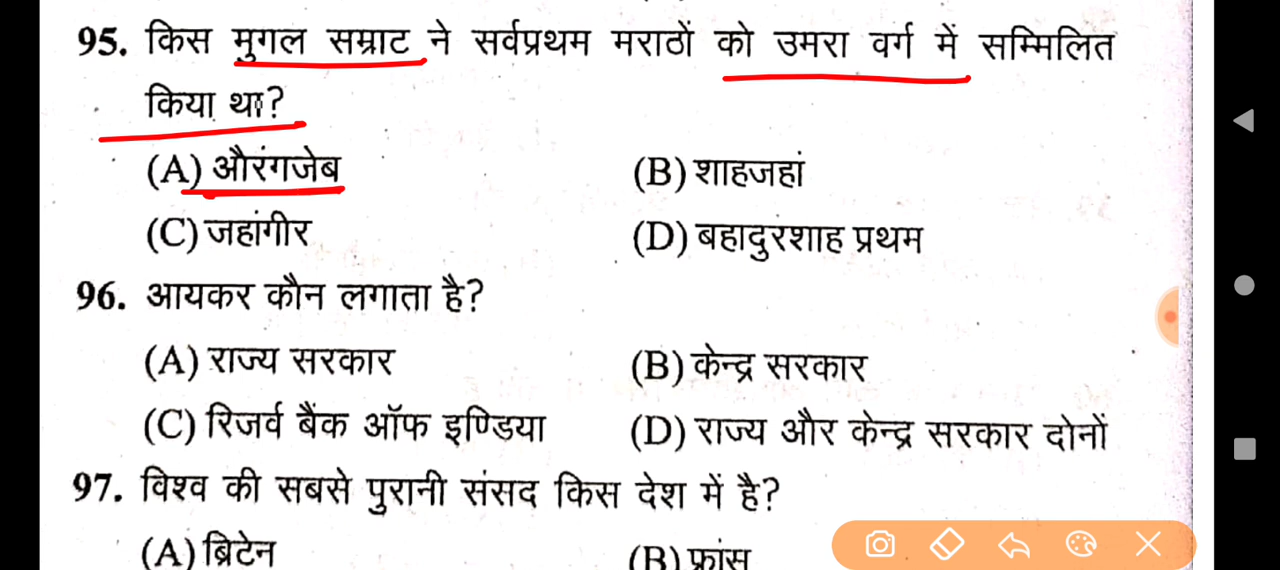 95. किस मुगल सम्राट ने सर्वप्रथम मराठों को उमरा वर्ग में सम्मिलित
किया था?
(A) औरंगजेब (B) शाहजहां
(C) जहांगीर (D) बहादुरशाह प्रथम
96. आयकर कौन लगाता है?
(A) राज्य सरकार (B) केन्द्र सरकार
(C) रिजर्व बैंक ऑफ इण्डिया (D) राज्य और केन्द्र सरकार दोनों
97. विश्व की सबसे पुरानी संसद किस देश में है?
(A) ब्रिटेन (B) फ्रांस